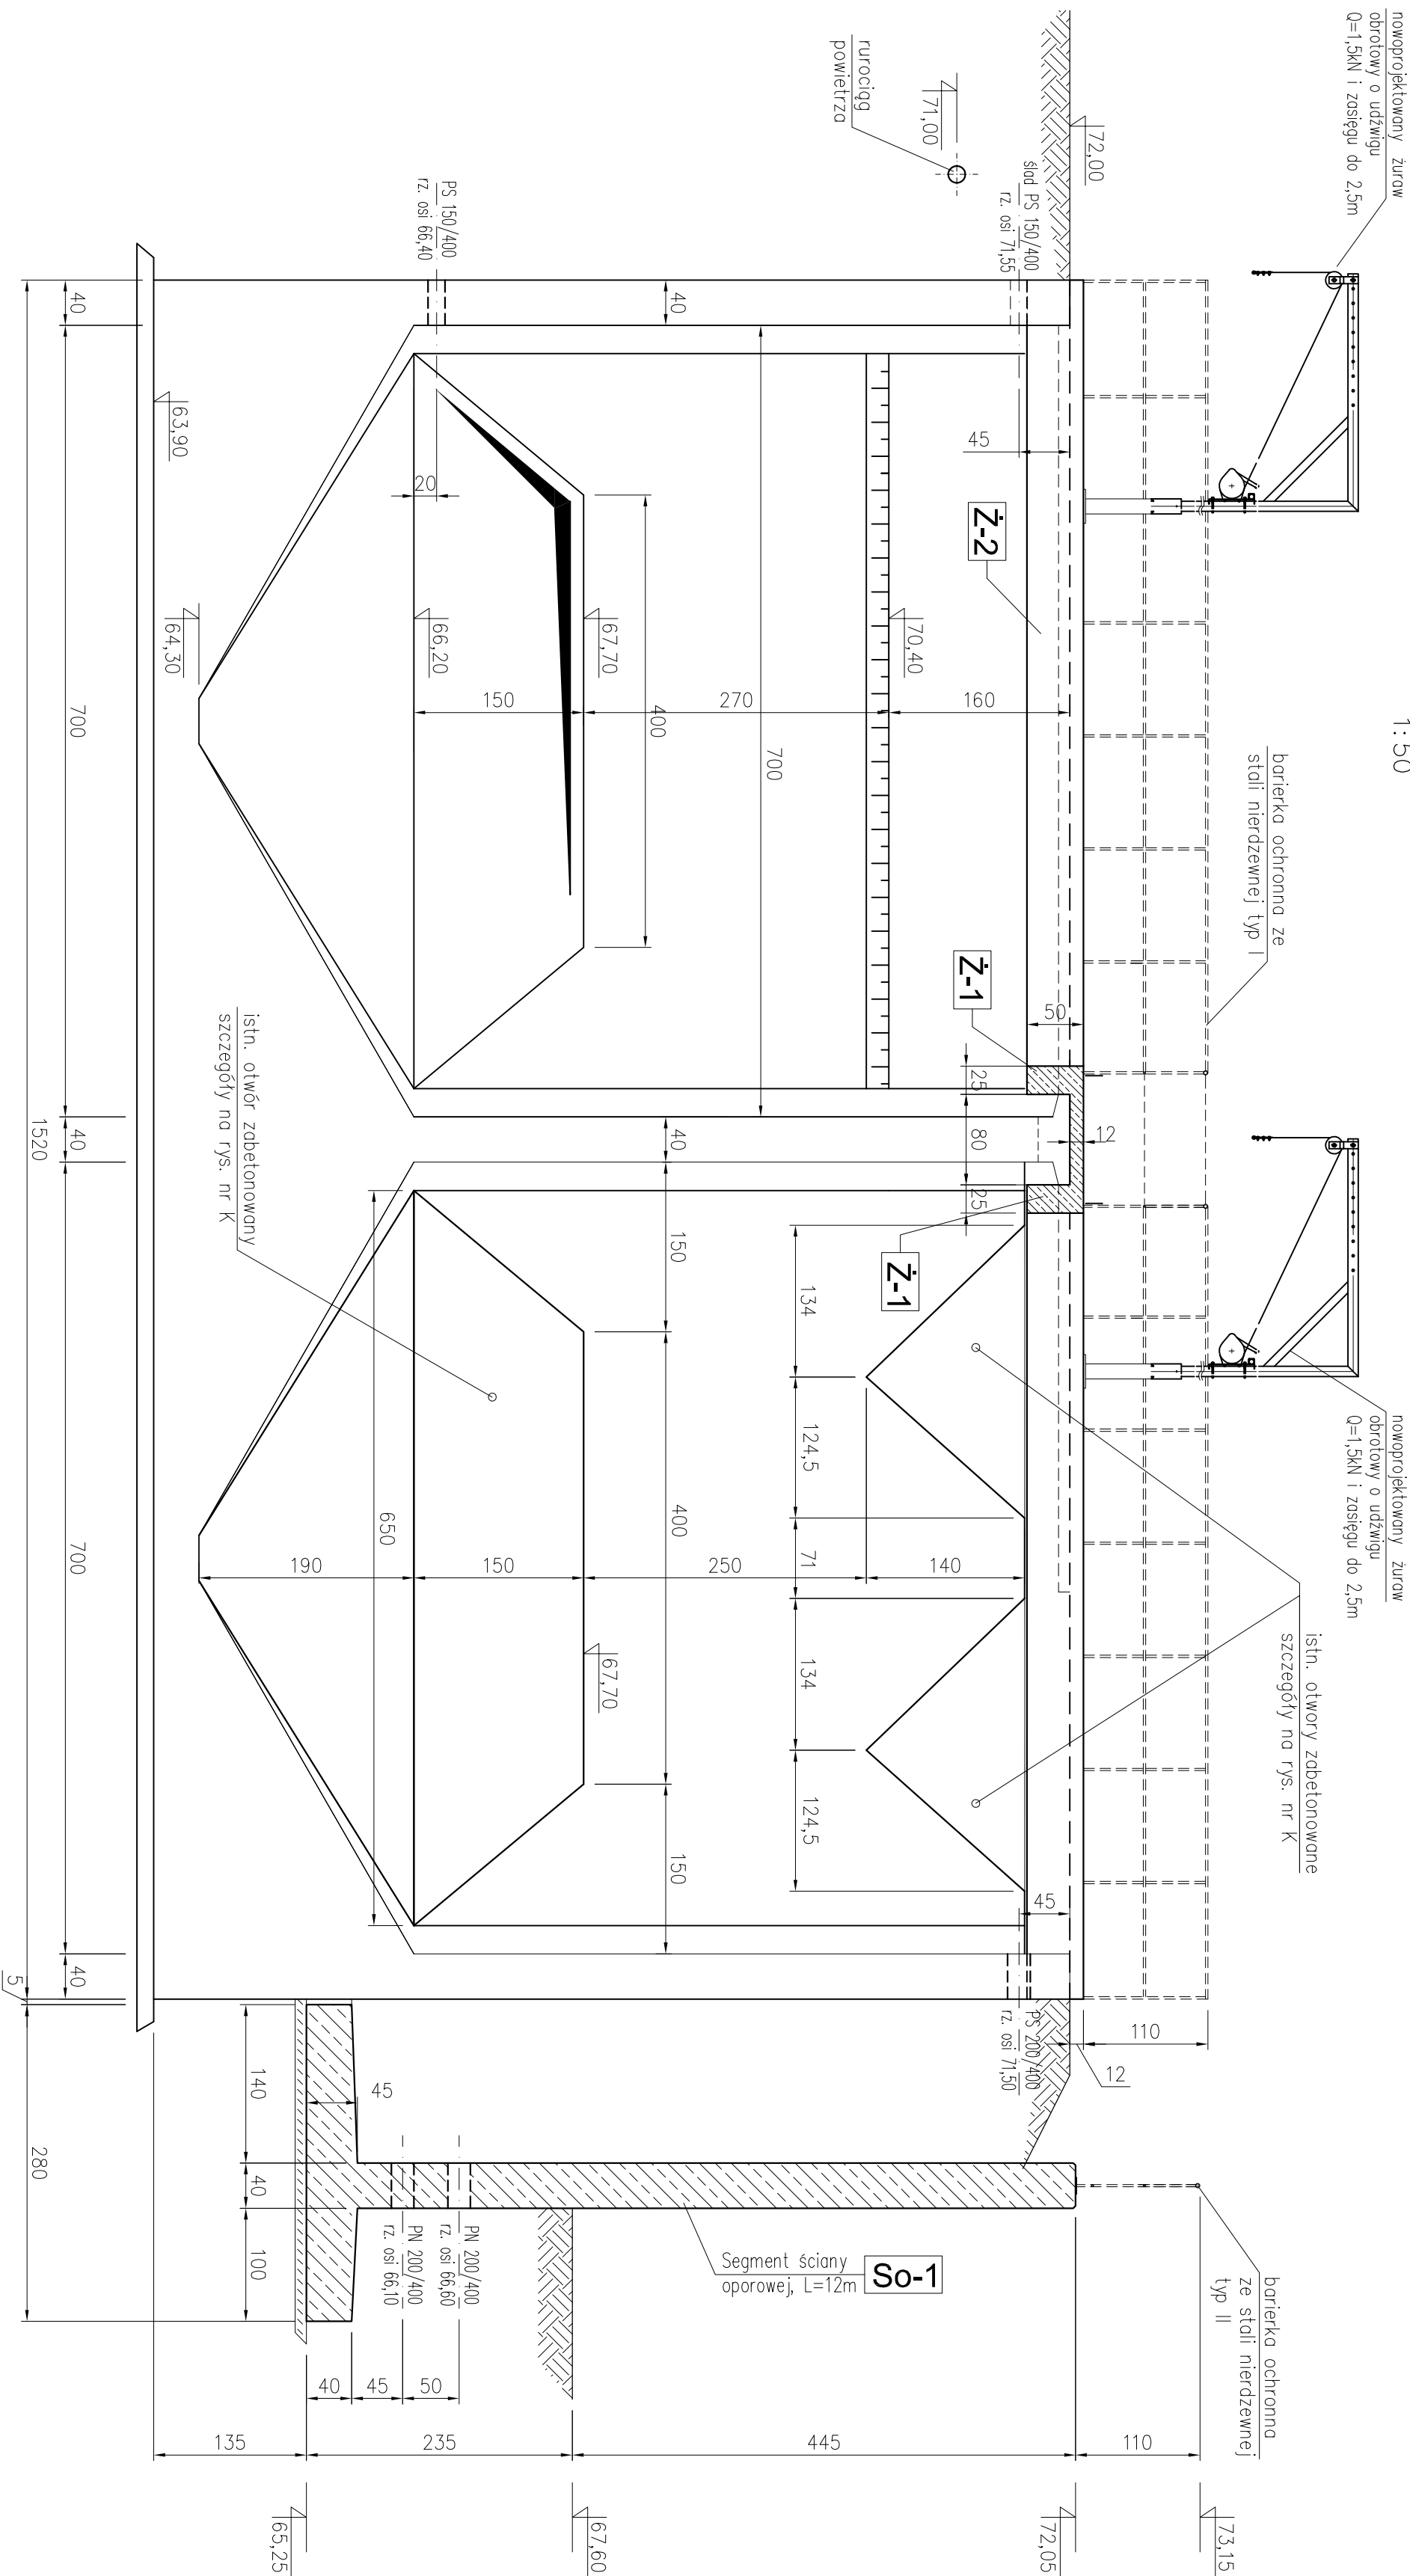 1:50
nowoprojektowany żuraw
obrotowy o udźwigu
Q=1,5kN i zasięgu do 2,5m
barierka ochronna ze
stali nierdzewnej typ I
nowoprojektowany żuraw
obrotowy o udźwigu
Q=1,5kN i zasięgu do 2,5m
istn. otwory zabetonowane
szczegóły na rys. nr K
barierka ochronna
ze stali nierdzewnej
typ II
73,15
72,05
67,60
65,25
110
445
235
135
110
12
72,00
71,00
rurociąg
powietrza
ślad PS 150/400
rz. osi 71,55
PS 150/400
rz. osi 66,40
45
Ż-2
40
700
160
70,40
270
67,70
400
150
66,20
20
64,30
63,90
50
Ż-1
25
80
25
12
Ż-1
40
150
400
150
134
124,5
71
134
124,5
140
250
67,70
150
190
650
45
PS 200/400
rz. osi 71,50
istn. otwór zabetonowany
szczegóły na rys. nr K
Segment ściany
oporowej, L=12m
So-1
PN 200/400
rz. osi 66,60
PN 200/400
rz. osi 66,10
45
50
45
40
140
40
100
40
700
40
700
40
1520
5
280